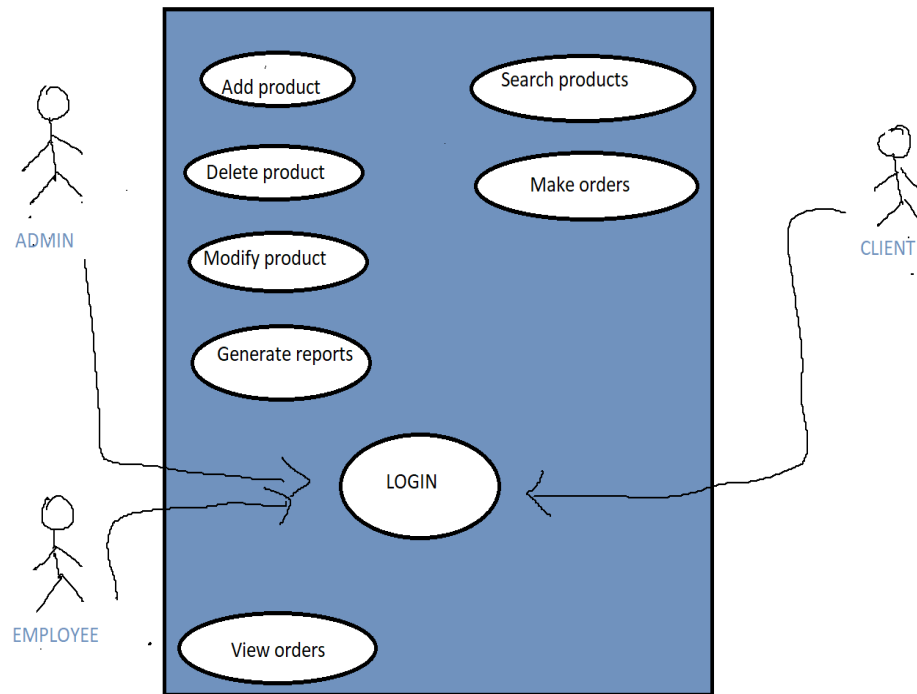 Add product
Search products
Delete product
Make orders
ADMIN
CLIENT
Modify product
Generate reports
LOGIN
EMPLOYEE
View orders